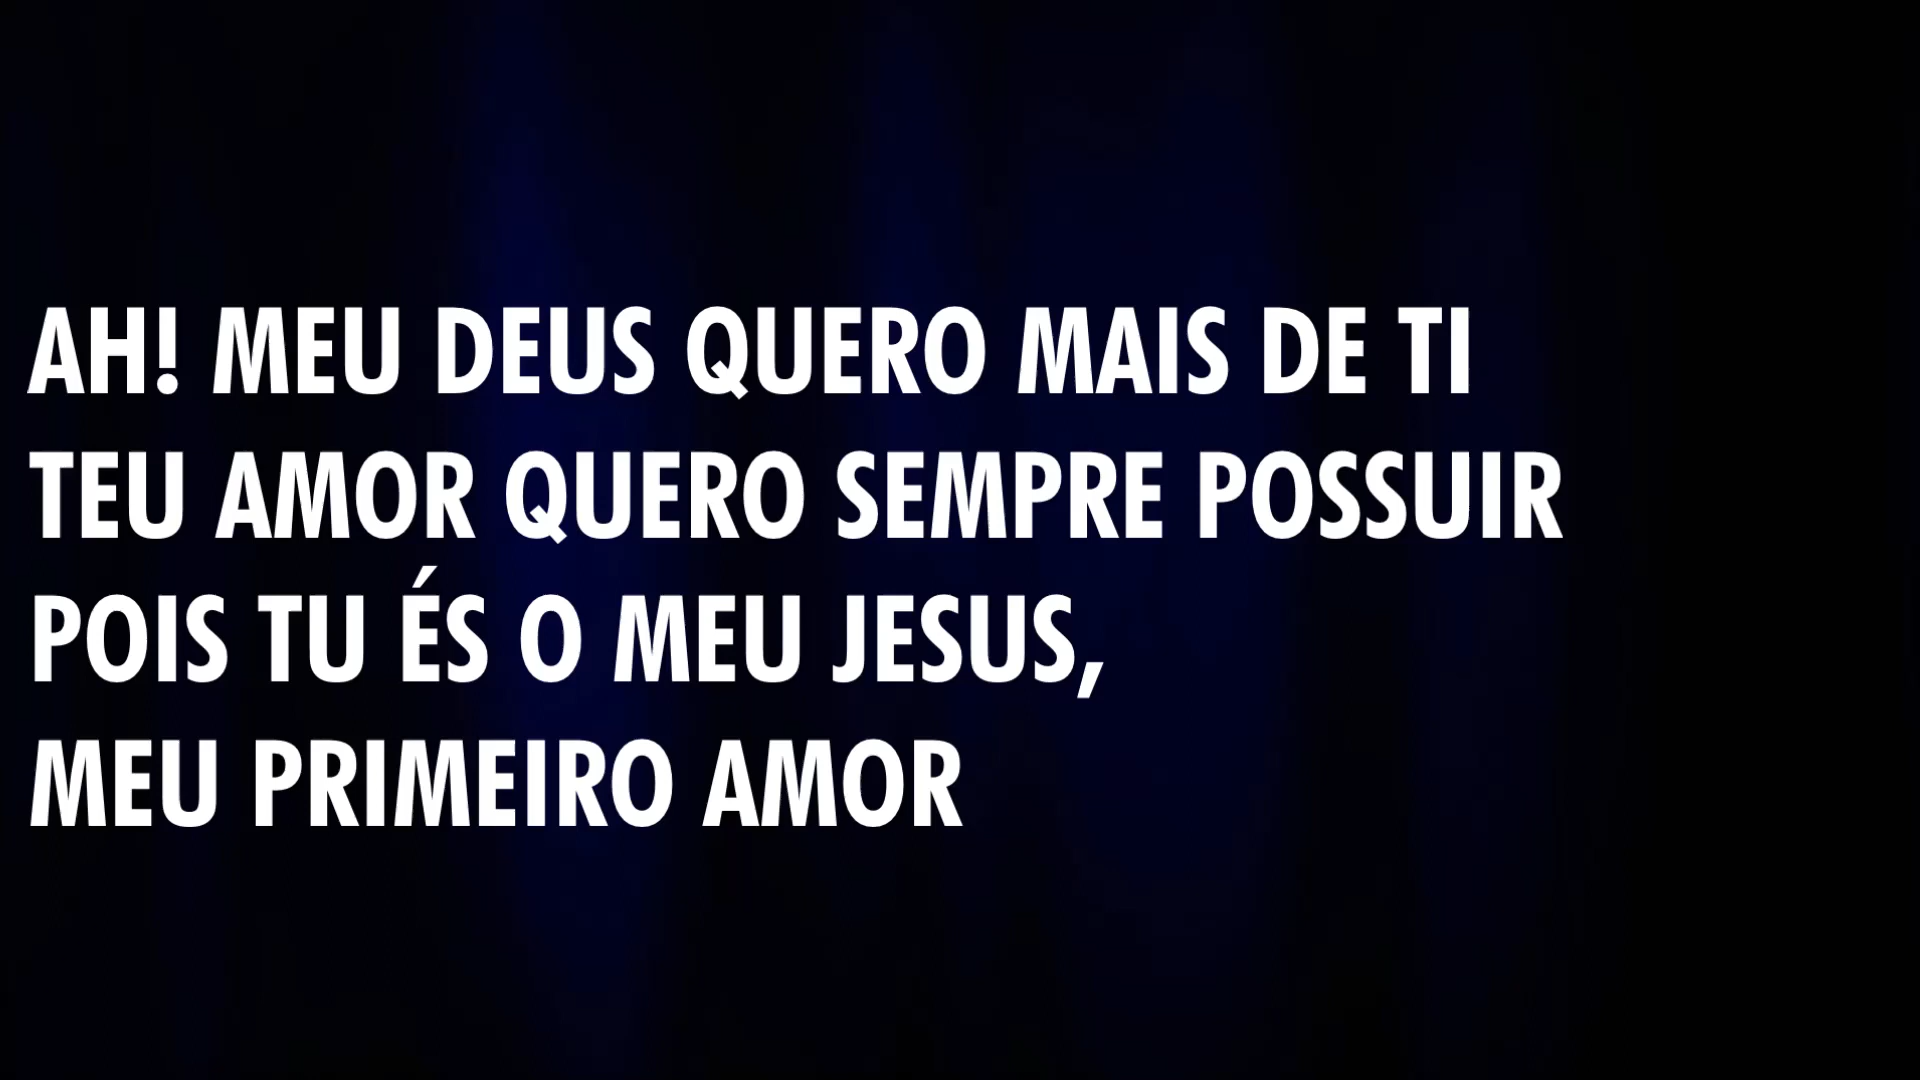 AH! MEU DEUS QUERO MAIS DE TI
TEU AMOR QUERO SEMPRE POSSUIR
POIS TU ÉS O MEU JESUS,
MEU PRIMEIRO AMOR